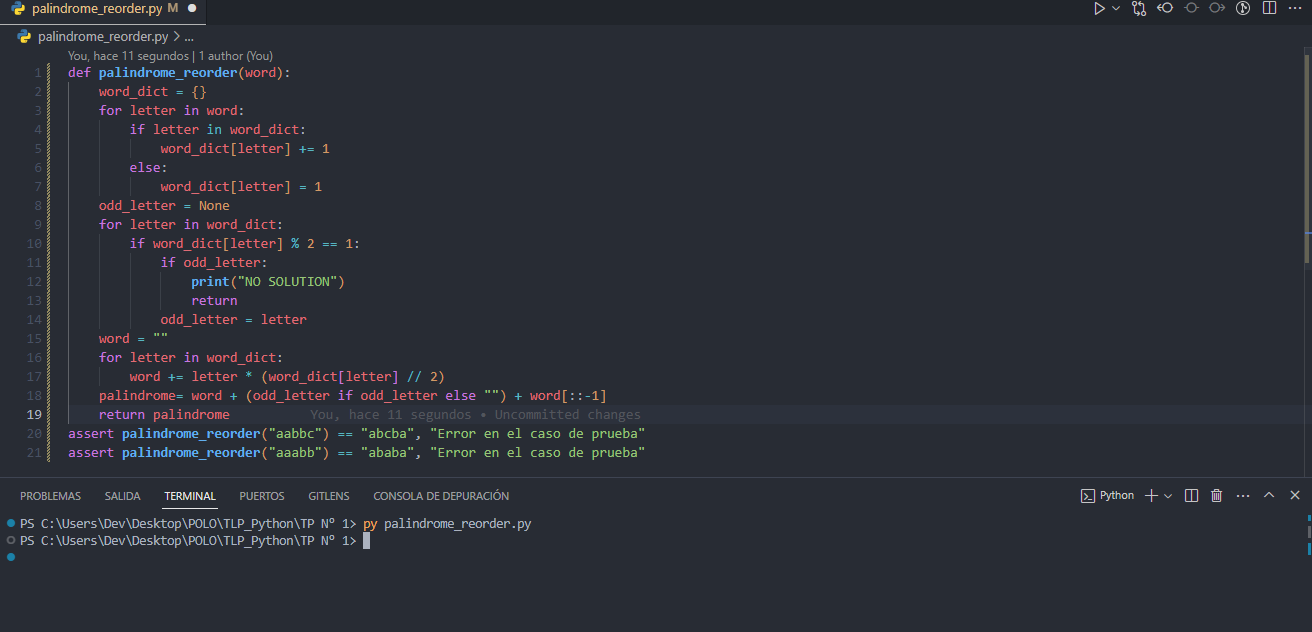 palindrome_reorder.py M
palindrome_reorder.py > ...
You, hace 11 segundos | 1 author (You)
1 def palindrome_reorder(word):
2     word_dict = {}
3     for letter in word:
4         if letter in word_dict:
5             word_dict[letter] += 1
6         else:
7             word_dict[letter] = 1
8     odd_letter = None
9     for letter in word_dict:
10         if word_dict[letter] % 2 == 1:
11             if odd_letter:
12                 print("NO SOLUTION")
13                 return
14             odd_letter = letter
15     word = ""
16     for letter in word_dict:
17         word += letter * (word_dict[letter] // 2)
18     palindrome= word + (odd_letter if odd_letter else "") + word[::-1]
19     return palindrome You, hace 11 segundos • Uncommitted changes
20 assert palindrome_reorder("aabbc") == "abcba", "Error en el caso de prueba"
21 assert palindrome_reorder("aaabb") == "ababa", "Error en el caso de prueba"
PROBLEMAS SALIDA TERMINAL PUERTOS GITLENS CONSOLA DE DEPURACIÓN Python
PS C:\Users\Dev\Desktop\POLO\TLP_Python\TP Nº 1> py palindrome_reorder.py
PS C:\Users\Dev\Desktop\POLO\TLP_Python\TP Nº 1>